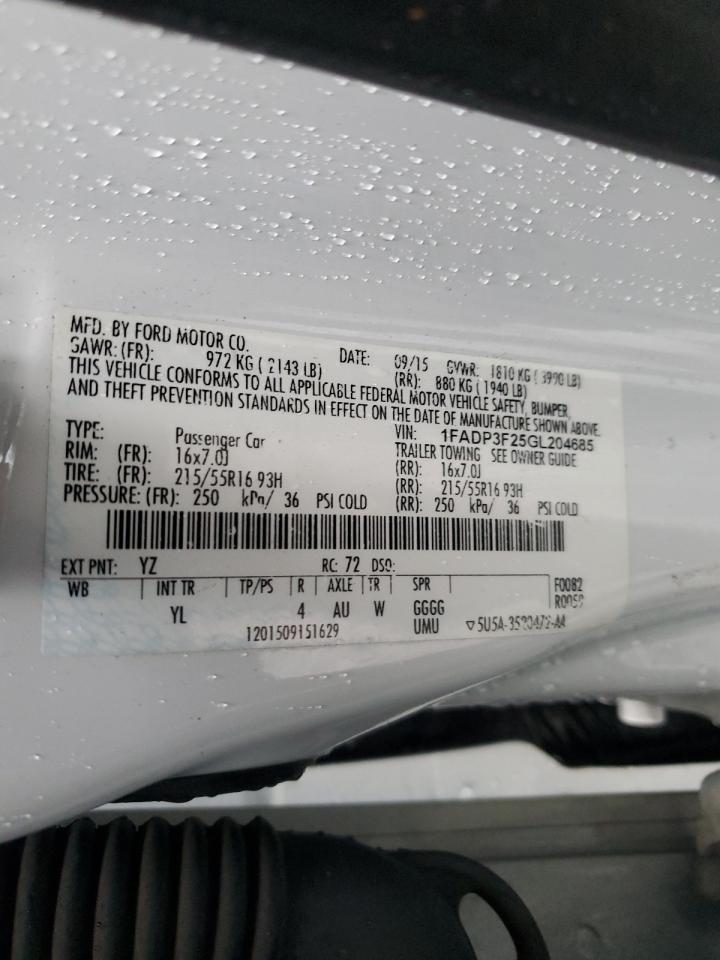 MFD. BY FORD MOTOR CO.
DATE: 09/15 GVWR: 1810 KG ( 3990 LB)
GAWR: (FR): 972 KG ( 2143 LB) (RR): 880 KG ( 1940 LB)
THIS VEHICLE CONFORMS TO ALL APPLICABLE FEDERAL MOTOR VEHICLE SAFETY, BUMPER,
AND THEFT PREVENTION STANDARDS IN EFFECT ON THE DATE OF MANUFACTURE SHOWN ABOVE.
VIN: 1FADP3F25GL204685
TYPE: Passenger Car TRAILER TOWING SEE OWNER GUIDE
RIM: (FR): 16x7.0J (RR): 16x7.0J
TIRE: (FR): 215/55R16 93H (RR): 215/55R16 93H
PRESSURE: (FR): 250 kPa/ 36 PSI COLD (RR): 250 kPa/ 36 PSI COLD
EXT PNT: YZ RC: 72 DSO:
WB INT TR TP/PS R AXLE TR SPR F0082
YL 4 AU W GGGG
1201509151629 UMU